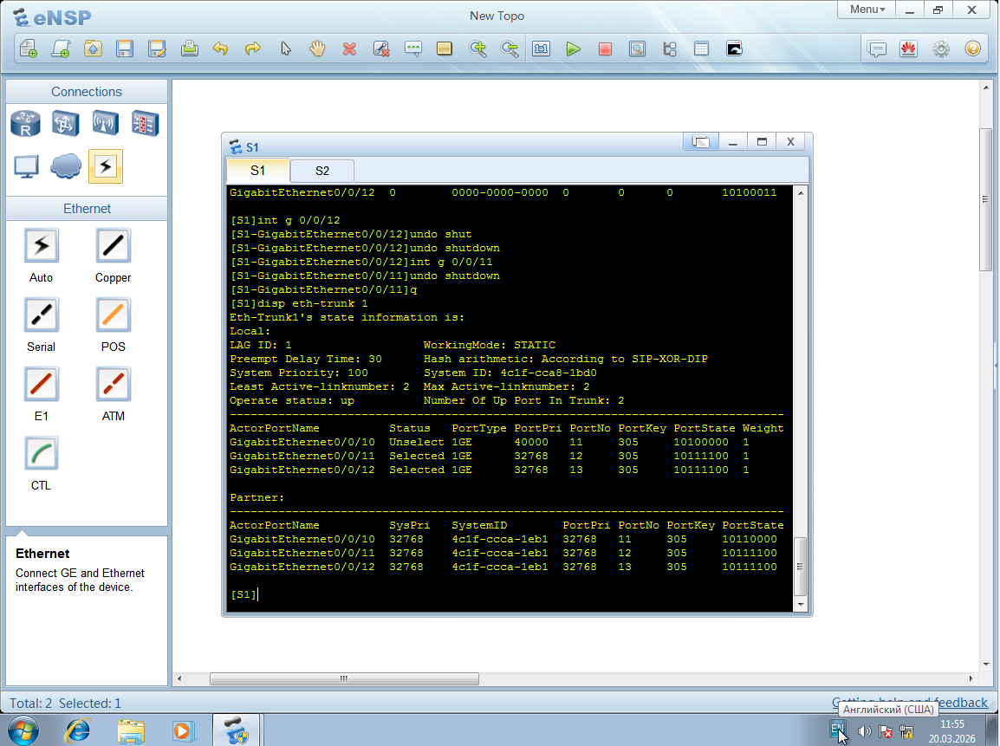 eNSP
New Topo
Menu
Connections
Ethernet
Auto
Copper
Serial
POS
E1
ATM
CTL
Ethernet
Connect GE and Ethernet
interfaces of the device.
S1
S1 S2
GigabitEthernet0/0/12 0 0000-0000-0000 0 0 0 10100011
[S1]int g 0/0/12
[S1-GigabitEthernet0/0/12]undo shut
[S1-GigabitEthernet0/0/12]undo shutdown
[S1-GigabitEthernet0/0/12]int g 0/0/11
[S1-GigabitEthernet0/0/11]undo shutdown
[S1-GigabitEthernet0/0/11]q
[S1]disp eth-trunk 1
Eth-Trunk1's state information is:
Local:
LAG ID: 1 WorkingMode: STATIC
Preempt Delay Time: 30 Hash arithmetic: According to SIP-XOR-DIP
System Priority: 100 System ID: 4c1f-cca8-1bd0
Least Active-linknumber: 2 Max Active-linknumber: 2
Operate status: up Number Of Up Port In Trunk: 2
--------------------------------------------------------------------------------
ActorPortName Status PortType PortPri PortNo PortKey PortState Weight
GigabitEthernet0/0/10 Unselect 1GE 40000 11 305 10100000 1
GigabitEthernet0/0/11 Selected 1GE 32768 12 305 10111100 1
GigabitEthernet0/0/12 Selected 1GE 32768 13 305 10111100 1
Partner:
--------------------------------------------------------------------------------
ActorPortName SysPri SystemID PortPri PortNo PortKey PortState
GigabitEthernet0/0/10 32768 4c1f-ccca-1eb1 32768 11 305 10110000
GigabitEthernet0/0/11 32768 4c1f-ccca-1eb1 32768 12 305 10111100
GigabitEthernet0/0/12 32768 4c1f-ccca-1eb1 32768 13 305 10111100
[S1]
Total: 2 Selected: 1
Getting help and feedback
Английский (США)
EN
11:55
20.03.2026